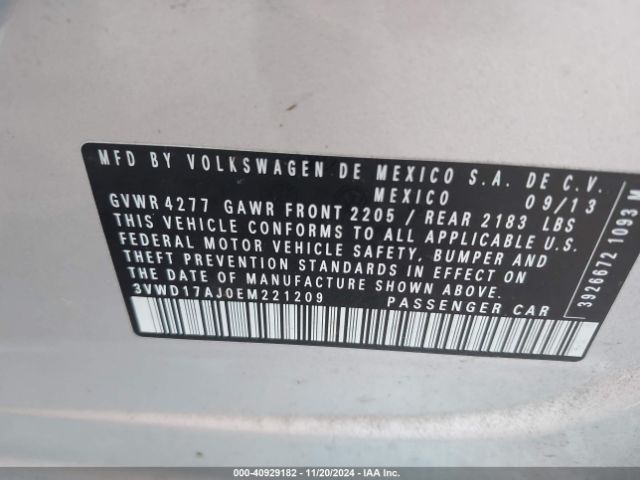 MFD BY VOLKSWAGEN DE MEXICO S.A. DE C.V.
MEXICO 09/13
GVWR 4277 GAWR FRONT 2205 / REAR 2183 LBS
THIS VEHICLE CONFORMS TO ALL APPLICABLE U.S.
FEDERAL MOTOR VEHICLE SAFETY, BUMPER AND
THEFT PREVENTION STANDARDS IN EFFECT ON
THE DATE OF MANUFACTURE SHOWN ABOVE.
3VWD17AJ0EM221209 PASSENGER CAR
3926672 1093 M
000-40929182 - 11/20/2024 - IAA Inc.